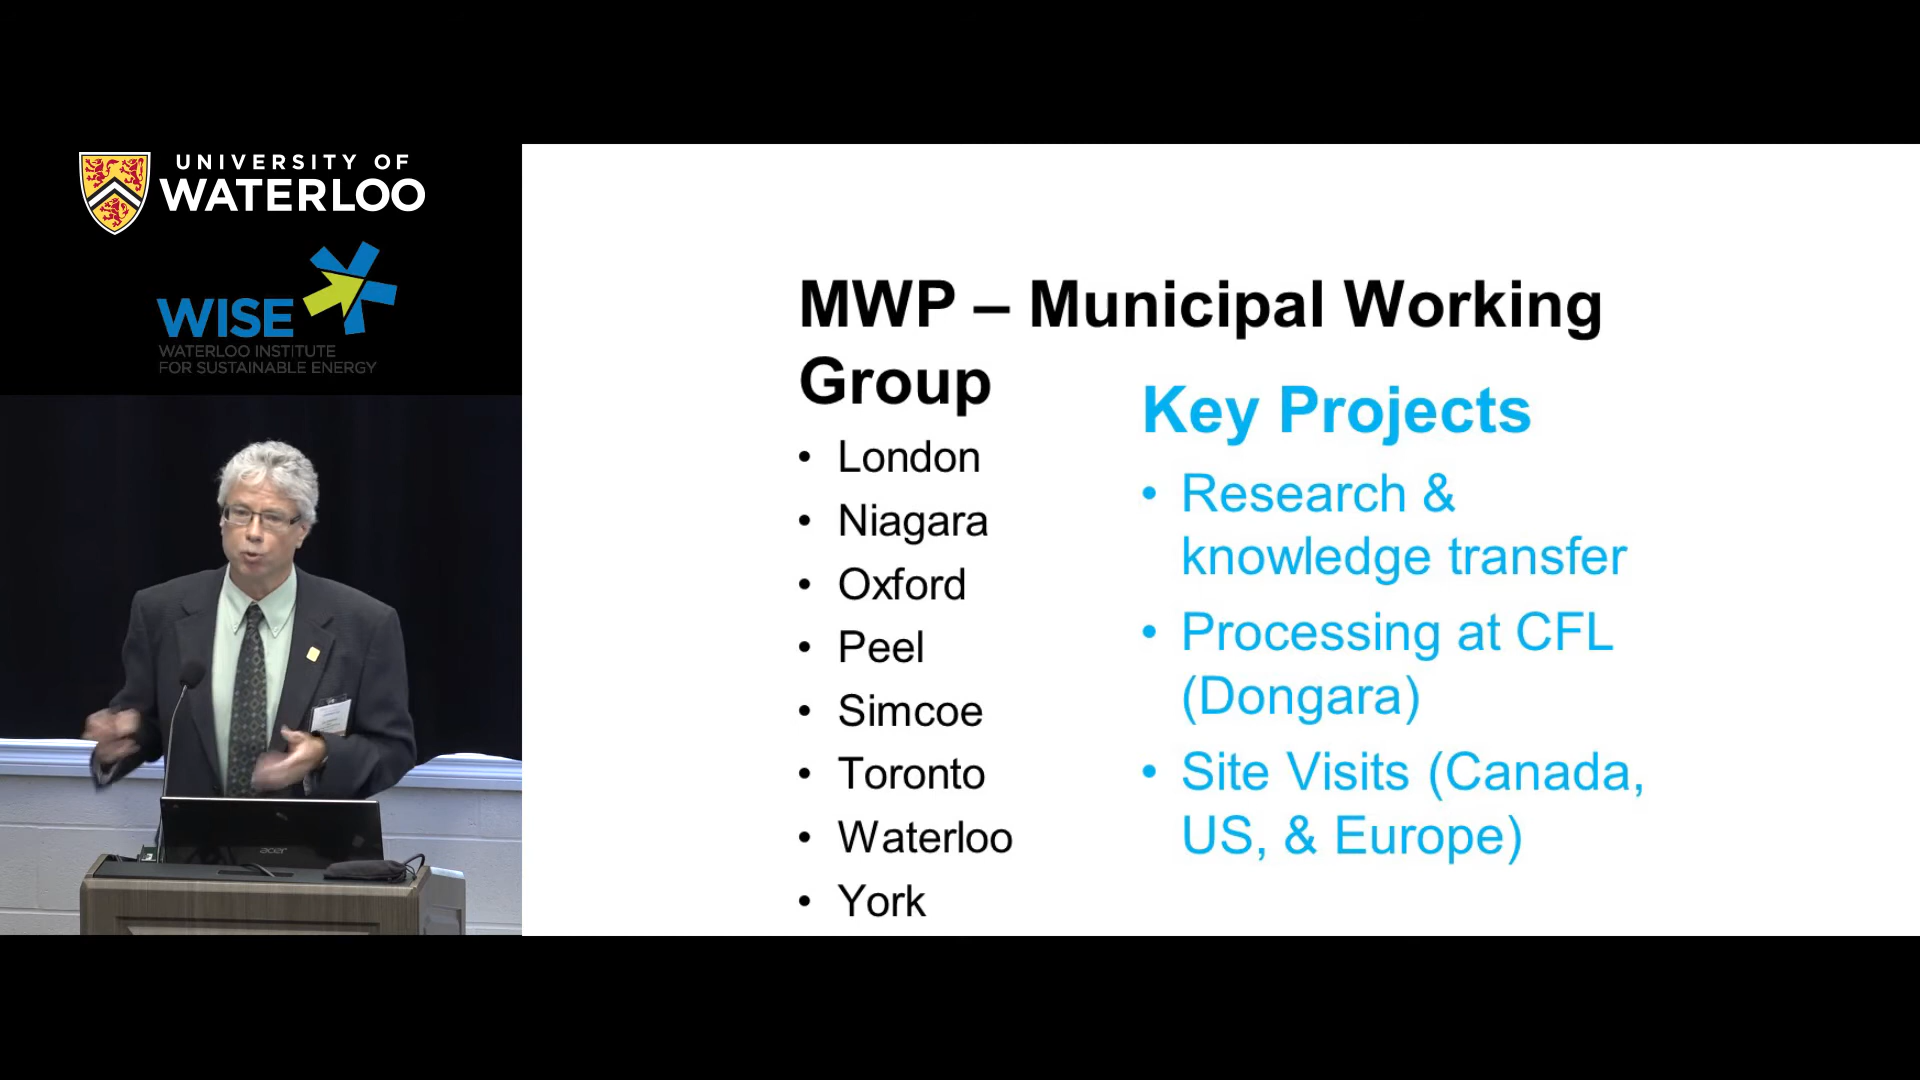 UNIVERSITY OF
WATERLOO
WISE
WATERLOO INSTITUTE
FOR SUSTAINABLE ENERGY
MWP – Municipal Working
Group
• London
• Niagara
• Oxford
• Peel
• Simcoe
• Toronto
• Waterloo
• York
Key Projects
• Research &
knowledge transfer
• Processing at CFL
(Dongara)
• Site Visits (Canada,
US, & Europe)
acer